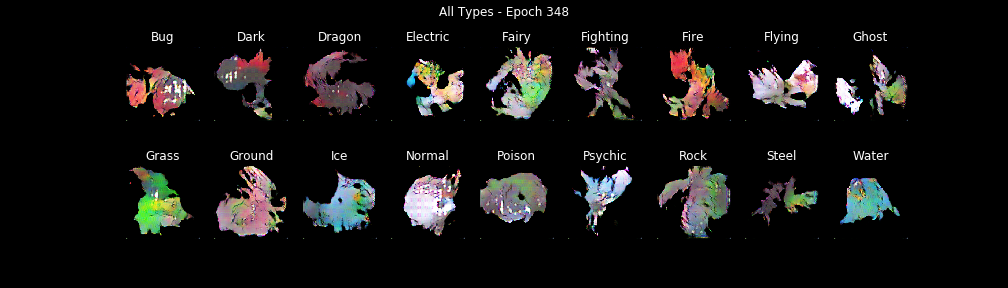 All Types - Epoch 348
Bug Dark Dragon Electric Fairy Fighting Fire Flying Ghost
Grass Ground Ice Normal Poison Psychic Rock Steel Water